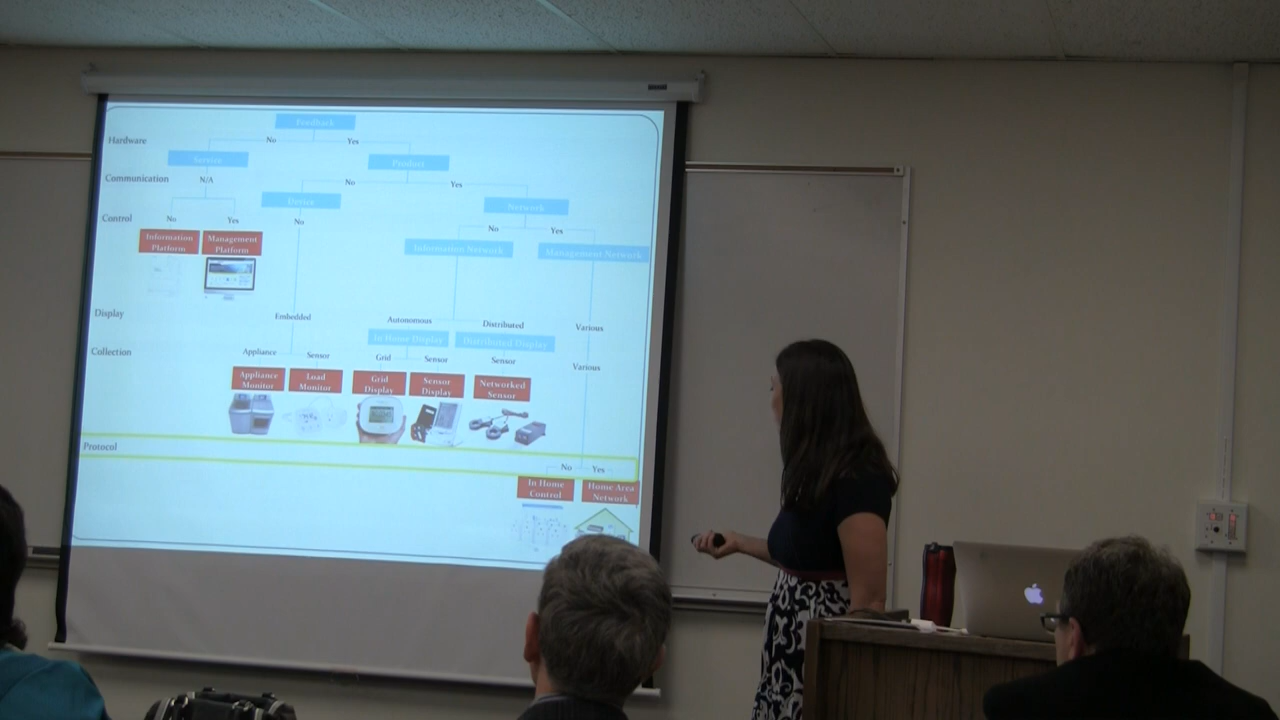 Feedback
Hardware
No
Yes
Service
Product
Communication
N/A
No
Yes
Device
Network
Control
No
Yes
No
No
Yes
Information
Platform
Management
Platform
Information Network
Management Network
Display
Embedded
Autonomous
Distributed
Various
In Home Display
Distributed Display
Collection
Appliance
Sensor
Grid
Sensor
Sensor
Various
Appliance
Monitor
Load
Monitor
Grid
Display
Sensor
Display
Networked
Sensor
Protocol
No
Yes
In Home
Control
Home Area
Network